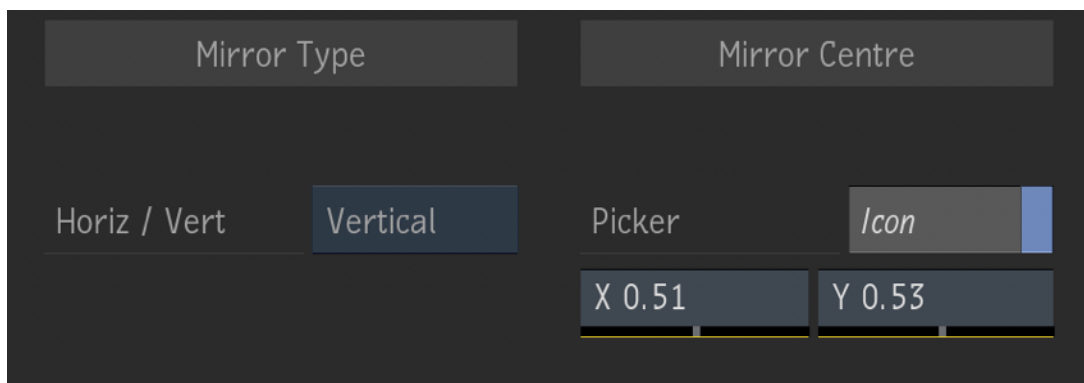 Mirror Type
Mirror Centre
Horiz / Vert
Vertical
Picker
Icon
X 0.51
Y 0.53